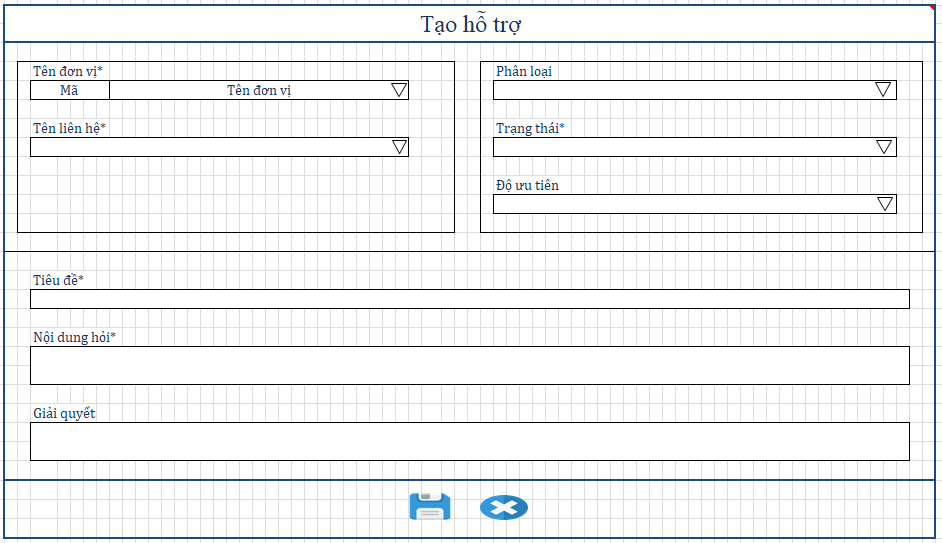 Tạo hỗ trợ
Tên đơn vị*
Mã Tên đơn vị
Tên liên hệ*
Phân loại
Trạng thái*
Độ ưu tiên
Tiêu đề*
Nội dung hỏi*
Giải quyết